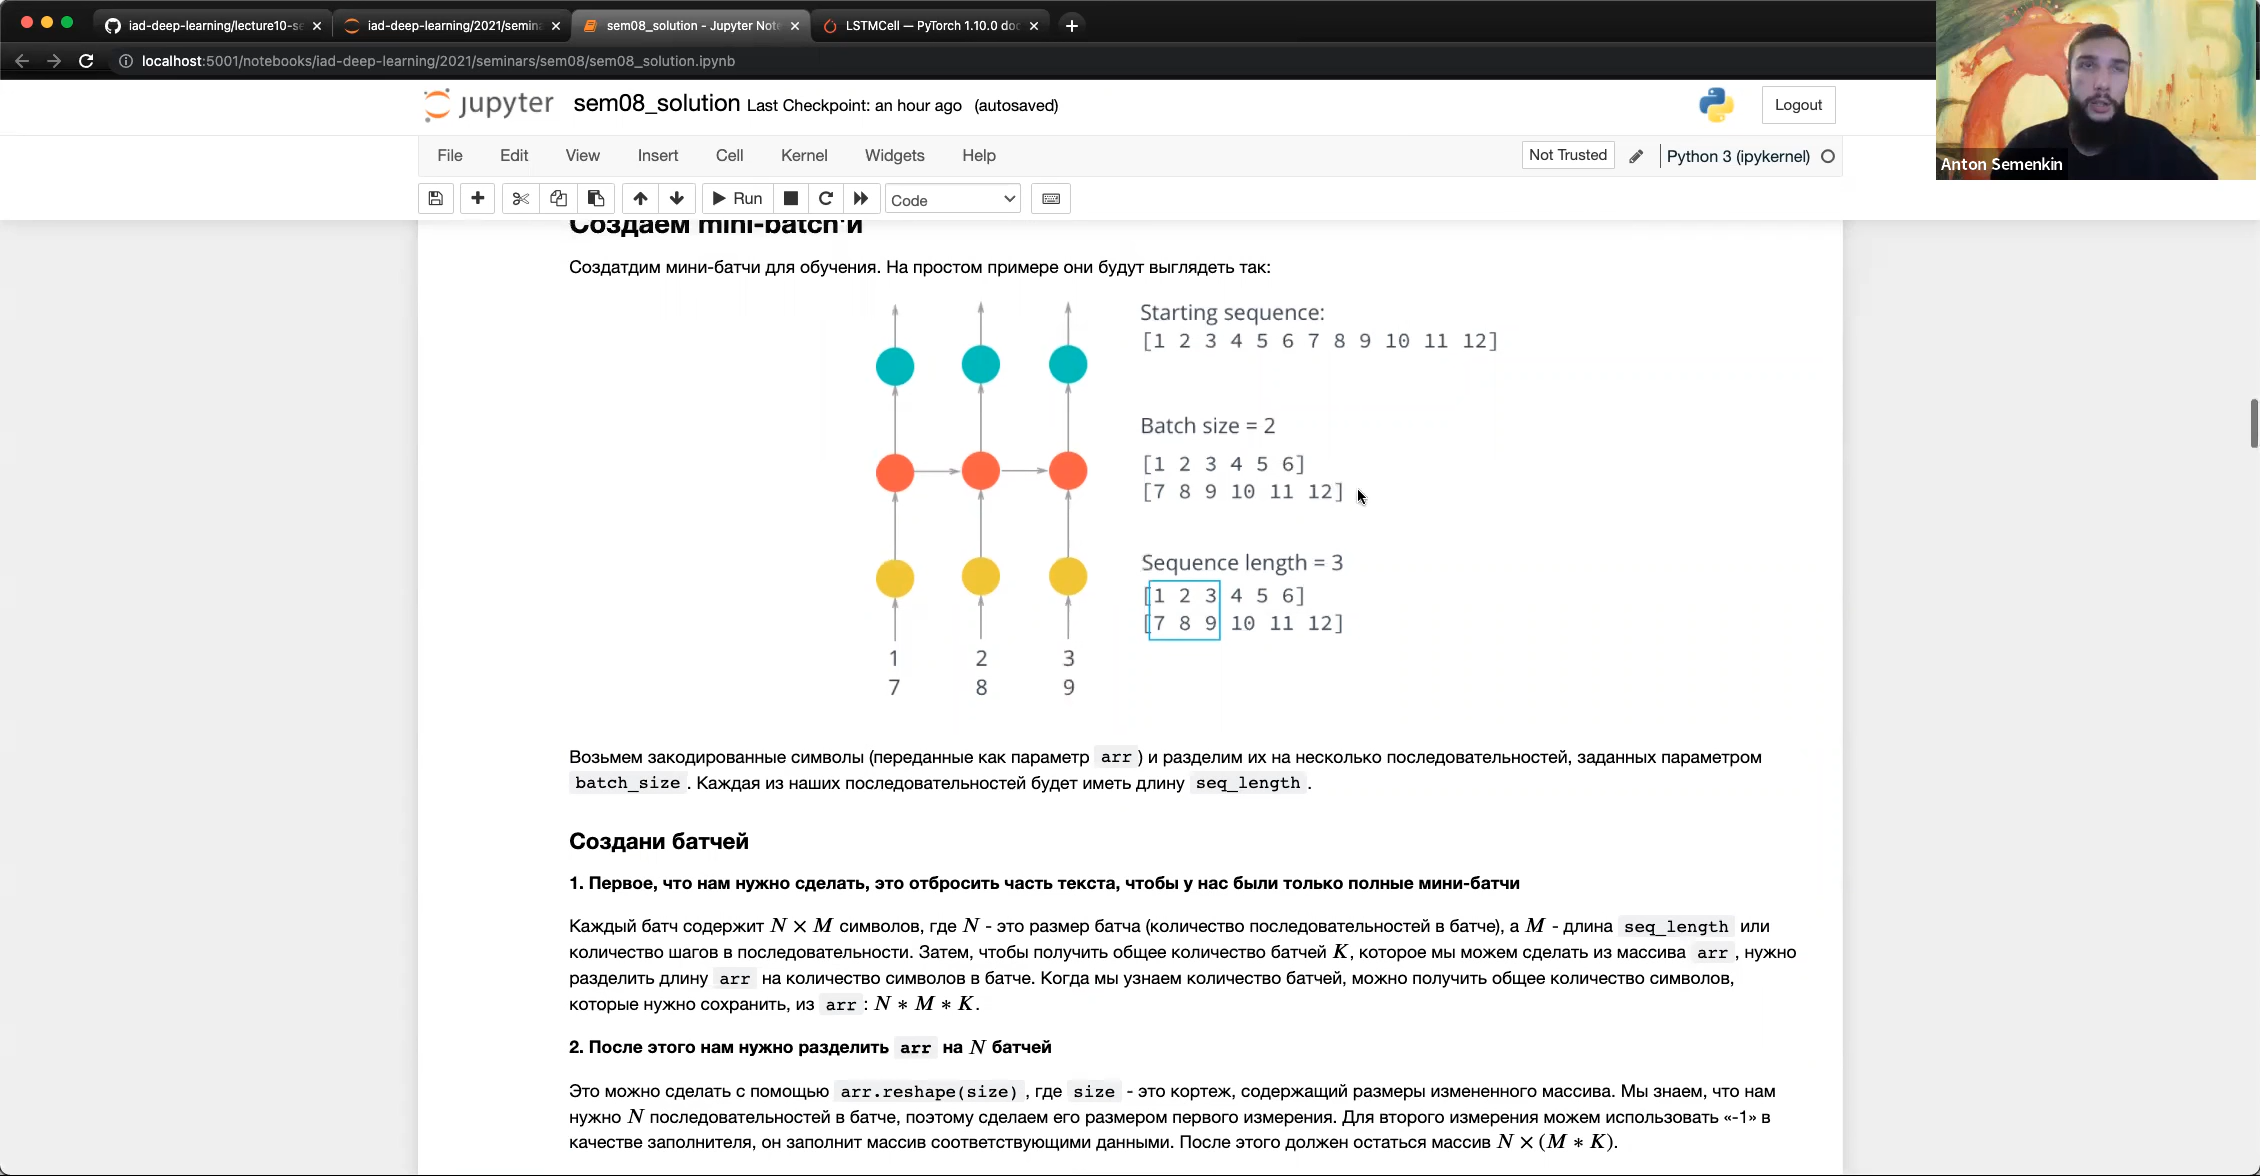 iad-deep-learning/lecture10-se
iad-deep-learning/2021/semina
sem08_solution - Jupyter Note
LSTMCell — PyTorch 1.10.0 doc
localhost:5001/notebooks/iad-deep-learning/2021/seminars/sem08/sem08_solution.ipynb
jupyter sem08_solution Last Checkpoint: an hour ago (autosaved)
Logout
Anton Semenkin
File Edit View Insert Cell Kernel Widgets Help
Not Trusted
Python 3 (ipykernel)
Run
Code
Создаем mini-batch'и
Создатдим мини-батчи для обучения. На простом примере они будут выглядеть так:
Starting sequence:
[1 2 3 4 5 6 7 8 9 10 11 12]
Batch size = 2
[1 2 3 4 5 6]
[7 8 9 10 11 12]
Sequence length = 3
[1 2 3 4 5 6]
[7 8 9 10 11 12]
1 2 3
7 8 9
Возьмем закодированные символы (переданные как параметр arr ) и разделим их на несколько последовательностей, заданных параметром
batch_size . Каждая из наших последовательностей будет иметь длину seq_length .
Создани батчей
1. Первое, что нам нужно сделать, это отбросить часть текста, чтобы у нас были только полные мини-батчи
Каждый батч содержит N × M символов, где N - это размер батча (количество последовательностей в батче), а M - длина seq_length или
количество шагов в последовательности. Затем, чтобы получить общее количество батчей K, которое мы можем сделать из массива arr , нужно
разделить длину arr на количество символов в батче. Когда мы узнаем количество батчей, можно получить общее количество символов,
которые нужно сохранить, из arr : N * M * K.
2. После этого нам нужно разделить arr на N батчей
Это можно сделать с помощью arr.reshape(size) , где size - это кортеж, содержащий размеры измененного массива. Мы знаем, что нам
нужно N последовательностей в батче, поэтому сделаем его размером первого измерения. Для второго измерения можем использовать «-1» в
качестве заполнителя, он заполнит массив соответствующими данными. После этого должен остаться массив N × (M * K).